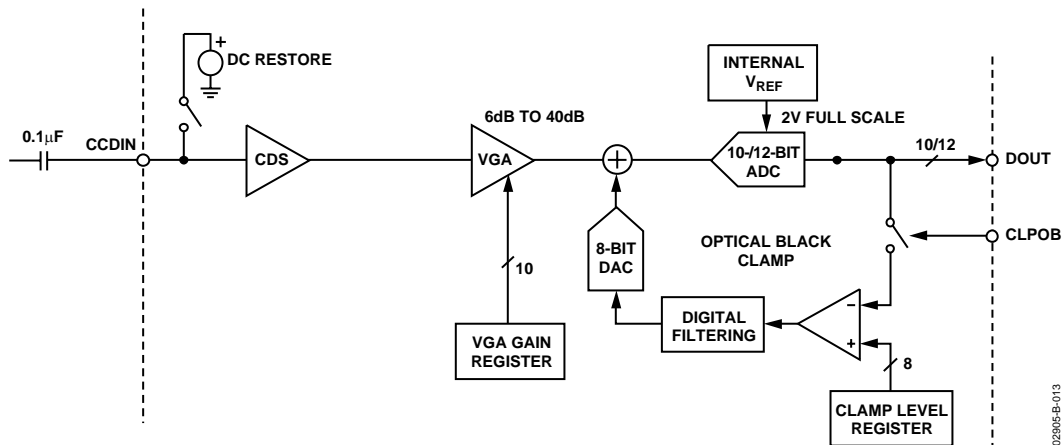 DC RESTORE
+
INTERNAL
VREF
6dB TO 40dB
2V FULL SCALE
0.1μF
CCDIN
CDS
VGA
+
10-/12-BIT
ADC
10/12
DOUT
CLPOB
8-BIT
DAC
OPTICAL BLACK
CLAMP
10
DIGITAL
FILTERING
–
+
VGA GAIN
REGISTER
8
CLAMP LEVEL
REGISTER
02905-B-013